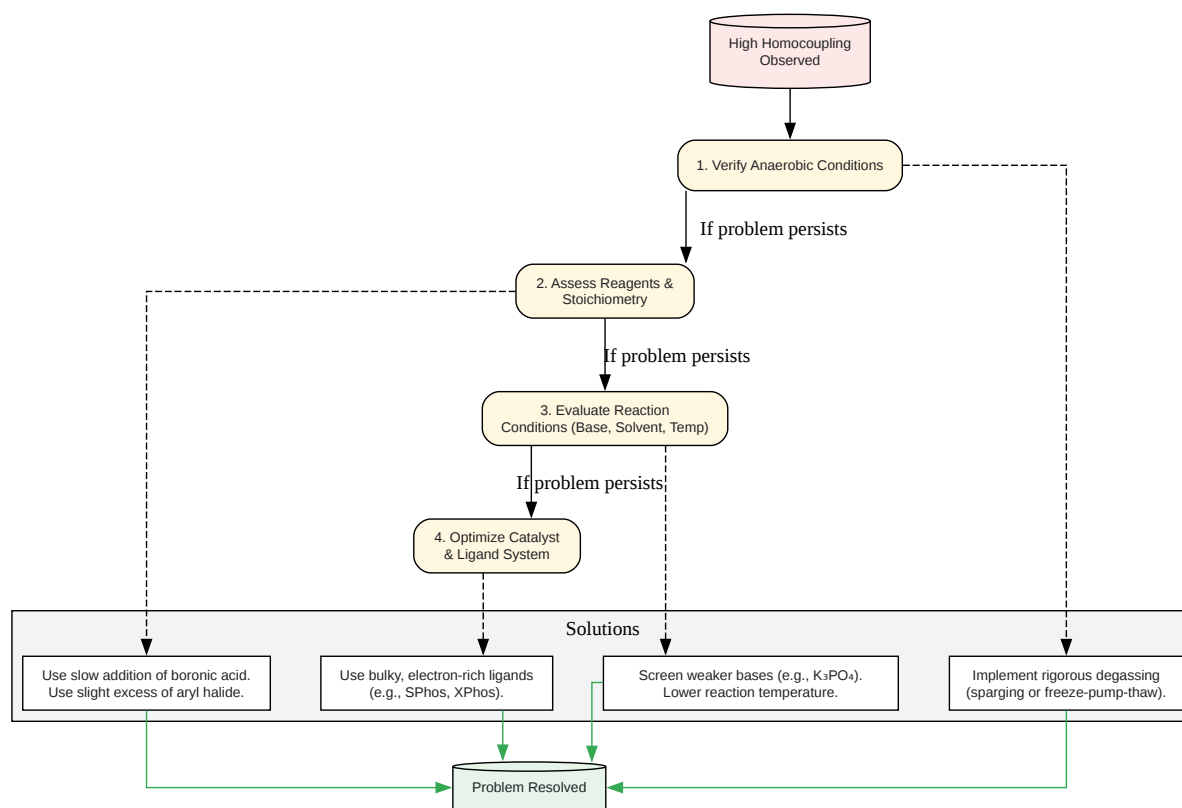 High Homocoupling
Observed
1. Verify Anaerobic Conditions
If problem persists
2. Assess Reagents &
Stoichiometry
If problem persists
3. Evaluate Reaction
Conditions (Base, Solvent, Temp)
If problem persists
4. Optimize Catalyst
& Ligand System
Solutions
Use slow addition of boronic acid.
Use slight excess of aryl halide.
Use bulky, electron-rich ligands
(e.g., SPhos, XPhos).
Screen weaker bases (e.g., K₃PO₄).
Lower reaction temperature.
Implement rigorous degassing
(sparging or freeze-pump-thaw).
Problem Resolved